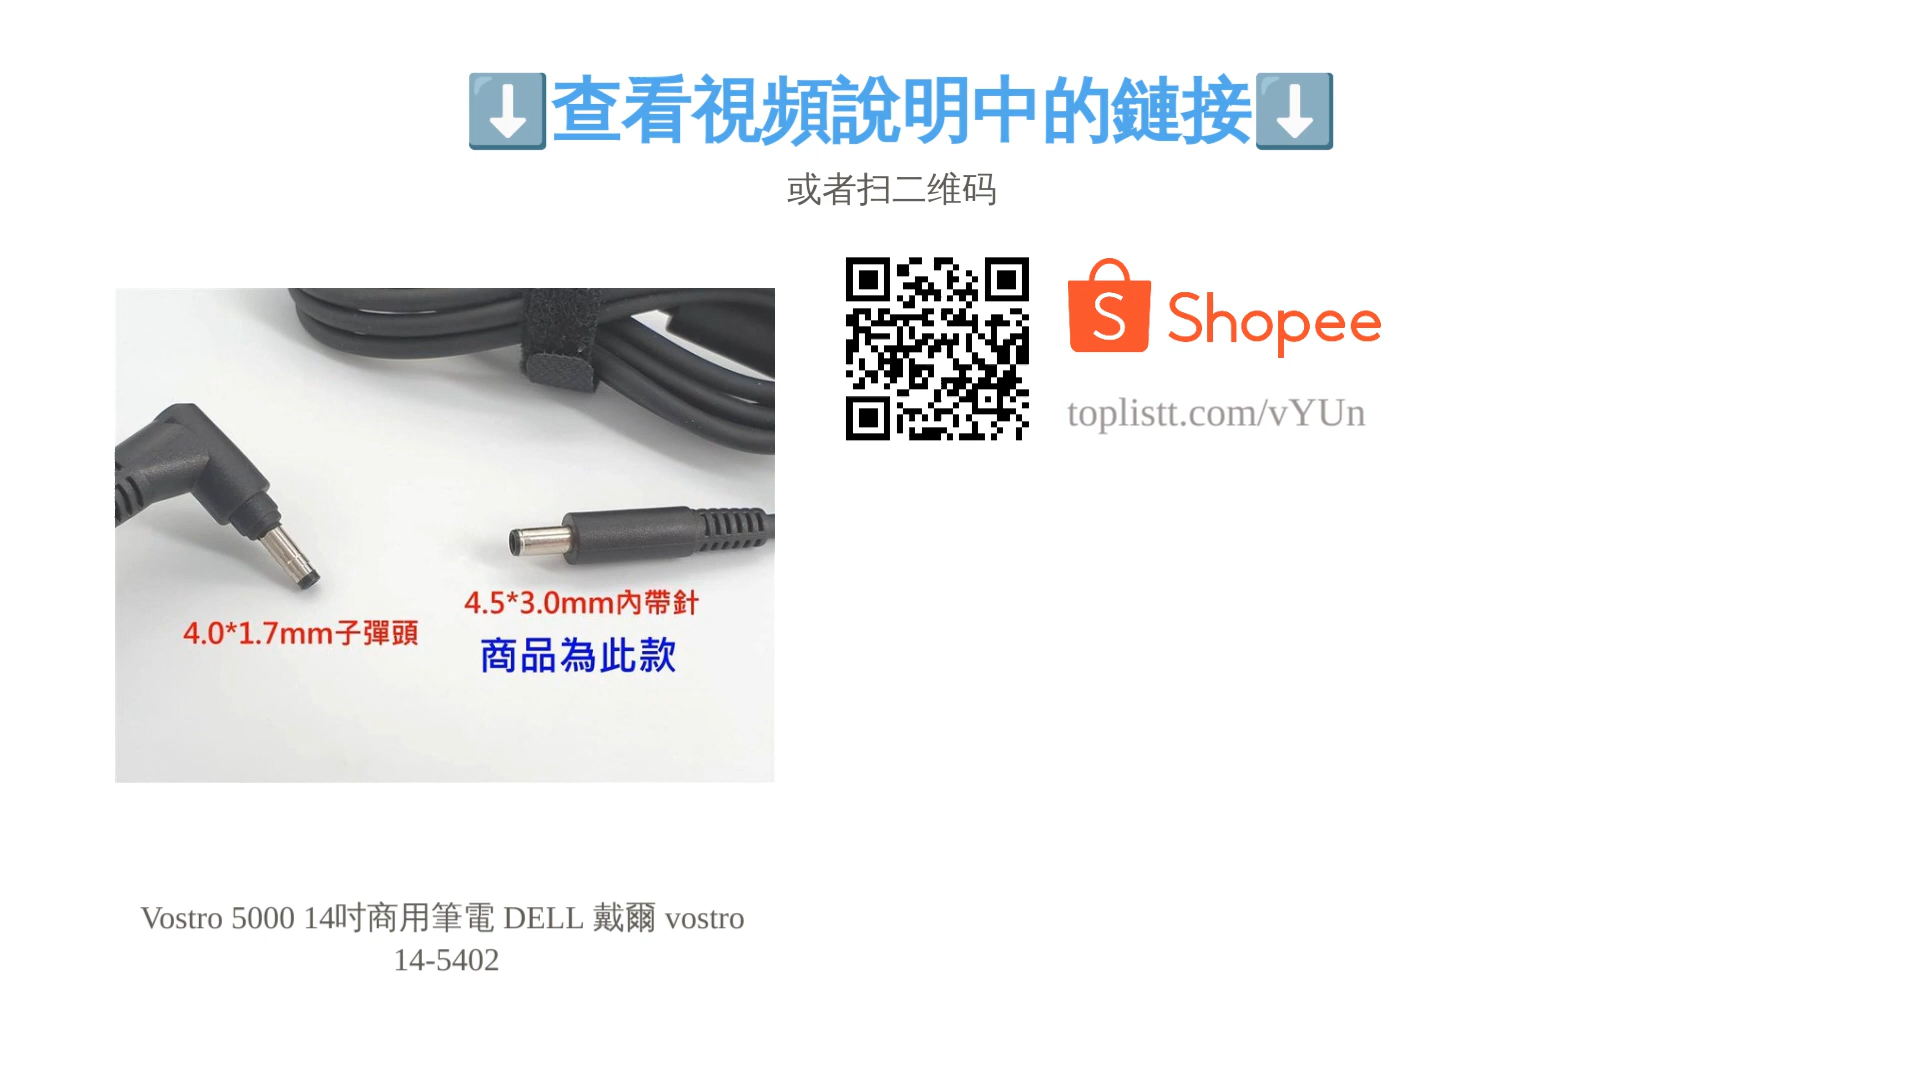 ⬇️查看視頻說明中的鏈接⬇️
或者扫二维码
S Shopee
toplistt.com/vYUn
4.0*1.7mm子彈頭
4.5*3.0mm內帶針
商品為此款
Vostro 5000 14吋商用筆電 DELL 戴爾 vostro
14-5402